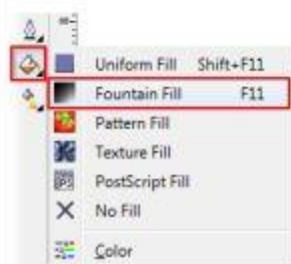 Uniform Fill Shift+F11
Fountain Fill F11
Pattern Fill
Texture Fill
PostScript Fill
No Fill
Color